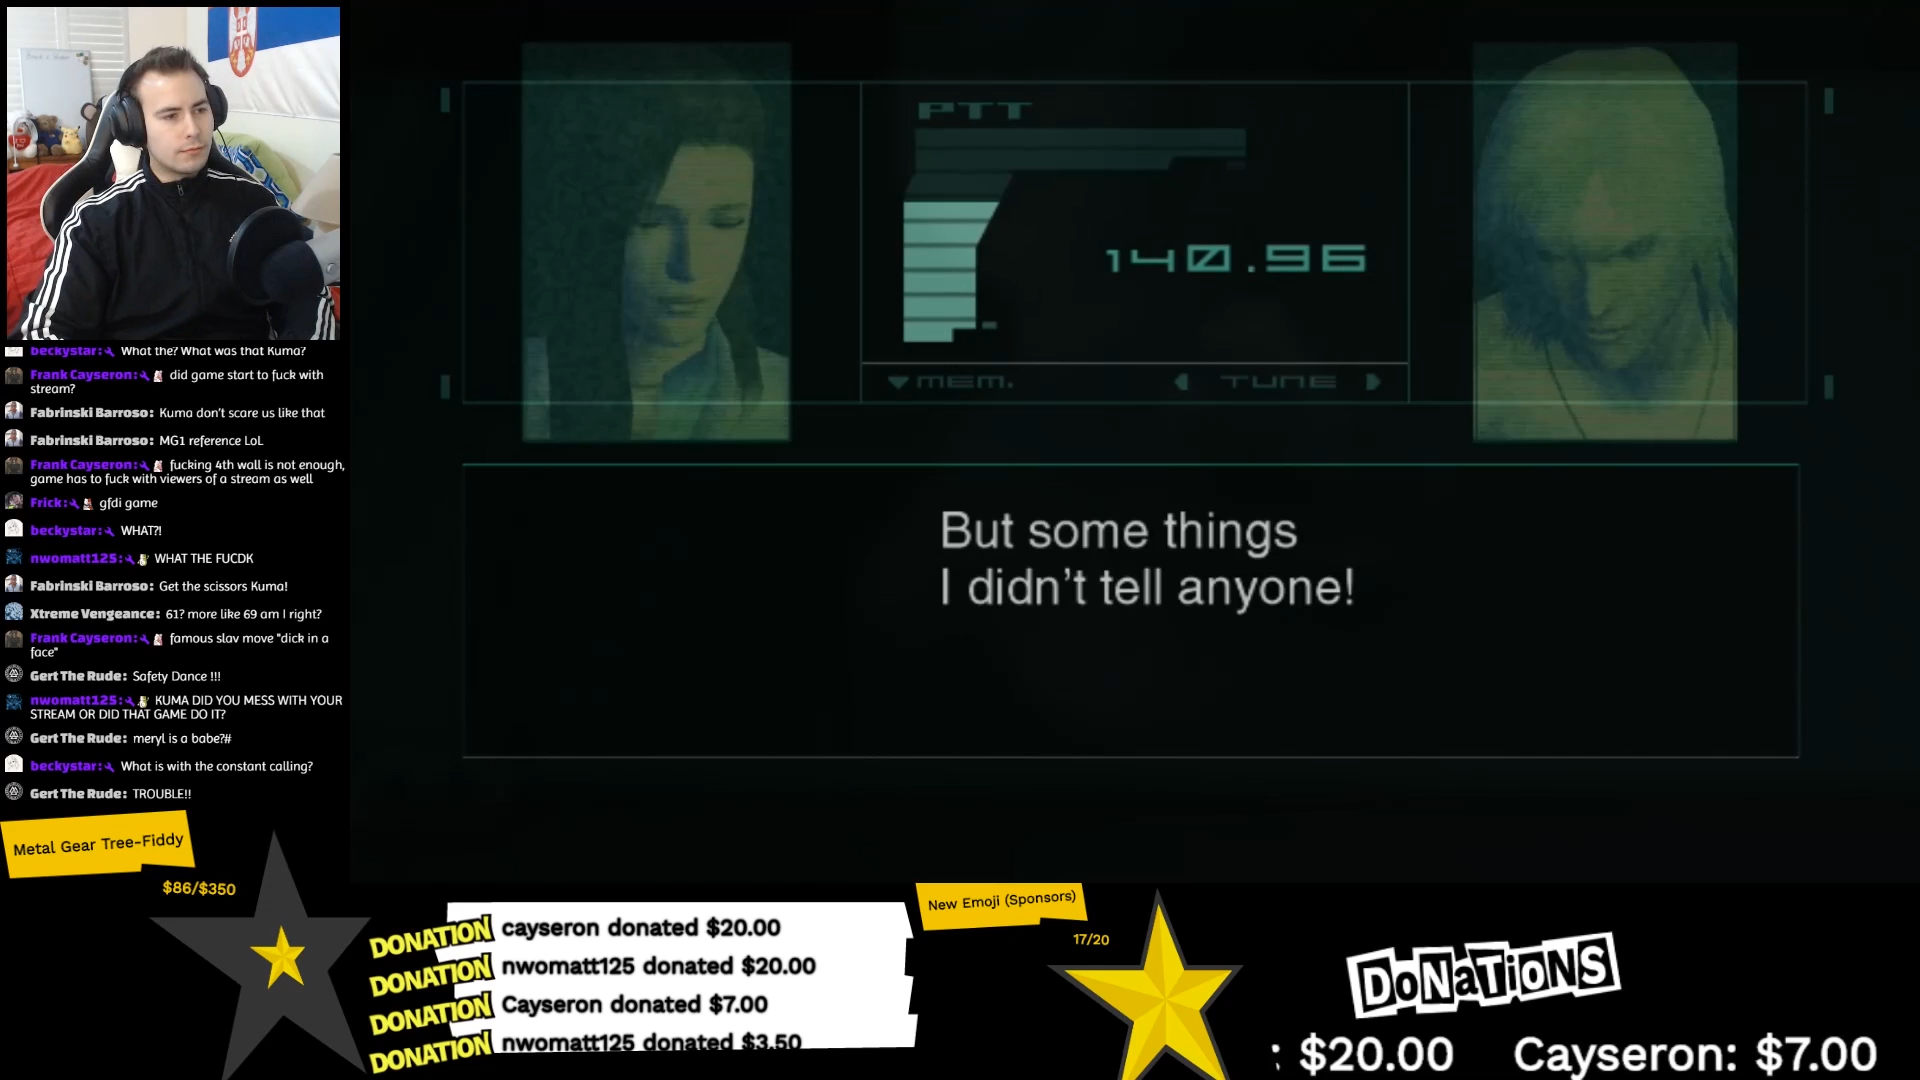 beckystar: What the? What was that Kuma?
Frank Cayseron: did game start to fuck with
stream?
Fabrinski Barroso: Kuma don't scare us like that
Fabrinski Barroso: MG1 reference LoL
Frank Cayseron: fucking 4th wall is not enough,
game has to fuck with viewers of a stream as well
Frick: gfdi game
beckystar: WHAT?!
nwomatt125: WHAT THE FUCDK
Fabrinski Barroso: Get the scissors Kuma!
Xtreme Vengeance: 61? more like 69 am I right?
Frank Cayseron: famous slav move "dick in a
face"
Gert The Rude: Safety Dance !!!
nwomatt125: KUMA DID YOU MESS WITH YOUR
STREAM OR DID THAT GAME DO IT?
Gert The Rude: meryl is a babe?#
beckystar: What is with the constant calling?
Gert The Rude: TROUBLE!!
PTT
140.96
MEM.
TUNE
But some things
I didn't tell anyone!
Metal Gear Tree-Fiddy
$86/$350
DONATION cayseron donated $20.00
DONATION nwomatt125 donated $20.00
DONATION Cayseron donated $7.00
DONATION nwomatt125 donated $3.50
New Emoji (Sponsors)
17/20
DoNaTioNS
: $20.00 Cayseron: $7.00